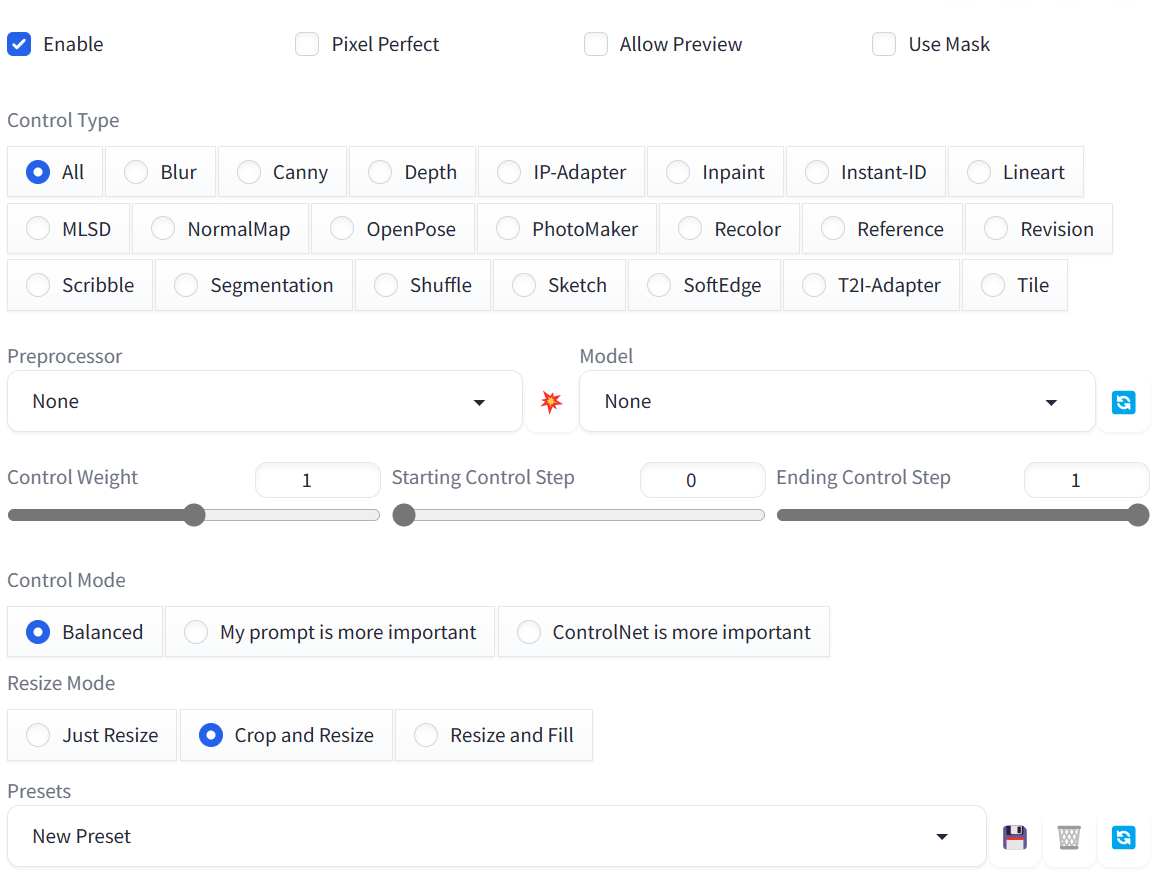 Enable Pixel Perfect Allow Preview Use Mask
Control Type
All Blur Canny Depth IP-Adapter Inpaint Instant-ID Lineart
MLSD NormalMap OpenPose PhotoMaker Recolor Reference Revision
Scribble Segmentation Shuffle Sketch SoftEdge T2I-Adapter Tile
Preprocessor Model
None None
Control Weight 1 Starting Control Step 0 Ending Control Step 1
Control Mode
Balanced My prompt is more important ControlNet is more important
Resize Mode
Just Resize Crop and Resize Resize and Fill
Presets
New Preset